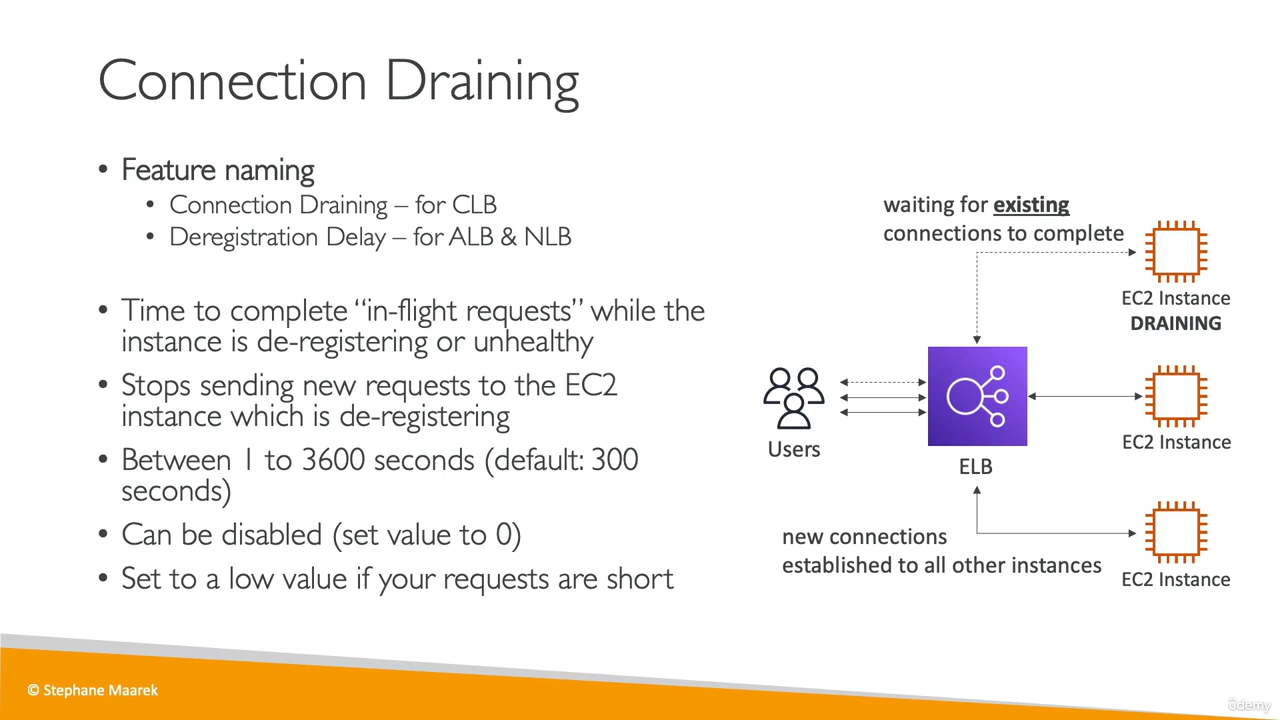 Connection Draining
• Feature naming
• Connection Draining – for CLB
• Deregistration Delay – for ALB & NLB
• Time to complete “in-flight requests” while the
instance is de-registering or unhealthy
• Stops sending new requests to the EC2
instance which is de-registering
• Between 1 to 3600 seconds (default: 300
seconds)
• Can be disabled (set value to 0)
• Set to a low value if your requests are short
waiting for existing
connections to complete
EC2 Instance
DRAINING
Users
ELB
EC2 Instance
new connections
established to all other instances
EC2 Instance
© Stephane Maarek
ûdemy